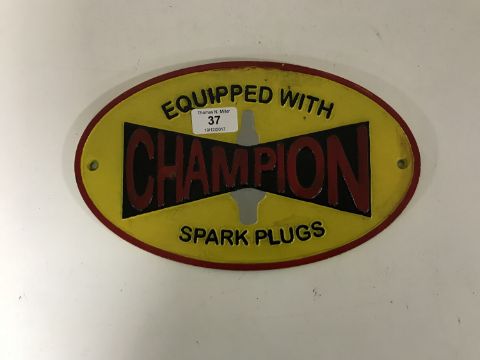 EQUIPPED WITH
Thomas N. Miller
37
CHAMPION
SPARK PLUGS